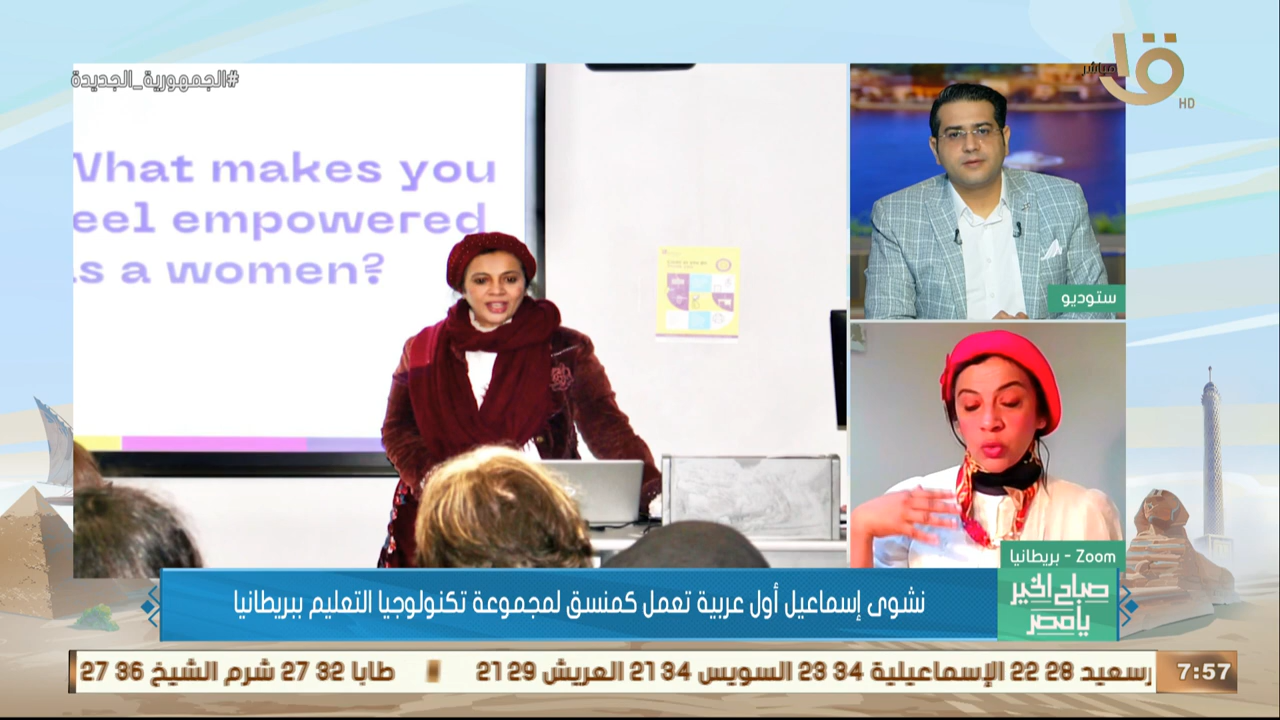 #الجمهورية_الجديدة
مباشر
HD
What makes you
eel empowered
s a women?
ستوديو
Zoom - بريطانيا
صباح الخير
يا مصر
نشوى إسماعيل أول عربية تعمل كمنسق لمجموعة تكنولوجيا التعليم ببريطانيا
رسعيد 28 22 الإسماعيلية 34 23 السويس 34 21 العريش 29 21 ■ طابا 32 27 شرم الشيخ 36 27
7:57